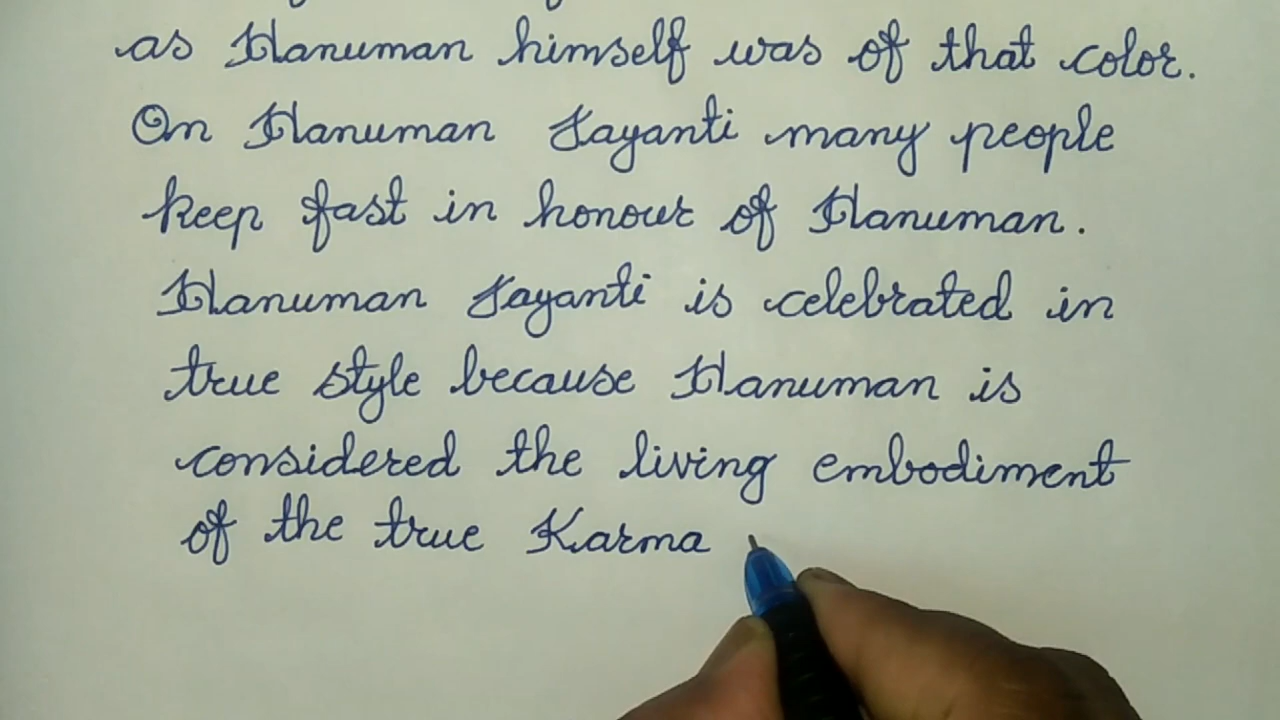 as Hanuman himself was of that color.
On Hanuman Jayanti many people
keep fast in honour of Hanuman.
Hanuman Jayanti is celebrated in
true style because Hanuman is
considered the living embodiment
of the true Karma